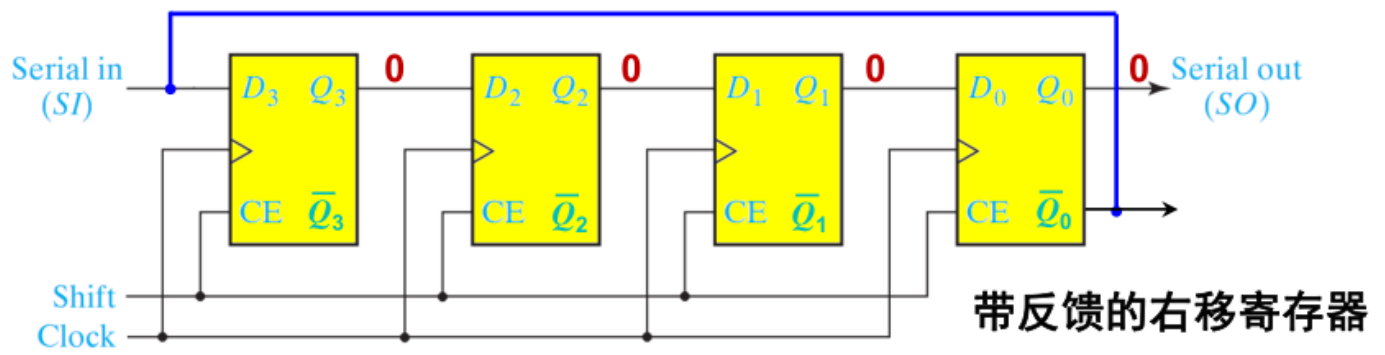 Serial in
(SI)
D₃ Q₃ 0 D₂ Q₂ 0 D₁ Q₁ 0 D₀ Q₀ 0
Serial out
(SO)
CE Q̅₃ CE Q̅₂ CE Q̅₁ CE Q̅₀
Shift
Clock
带反馈的右移寄存器